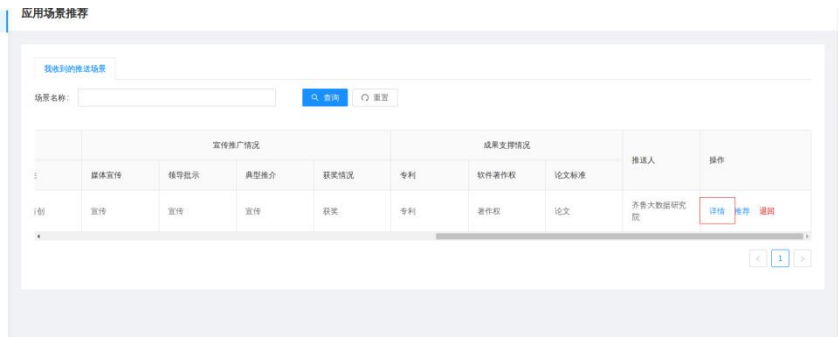 应用场景推荐
我收到的推送场景
场景名称: 查询 重置
宣传推广情况 成果支撑情况 推送人 操作
媒体宣传 领导批示 典型推介 获奖情况 专利 软件著作权 论文标准
创 宣传 宣传 宣传 获奖 专利 著作权 论文 齐鲁大数据研究 详情 推荐 退回
院
< 1 >